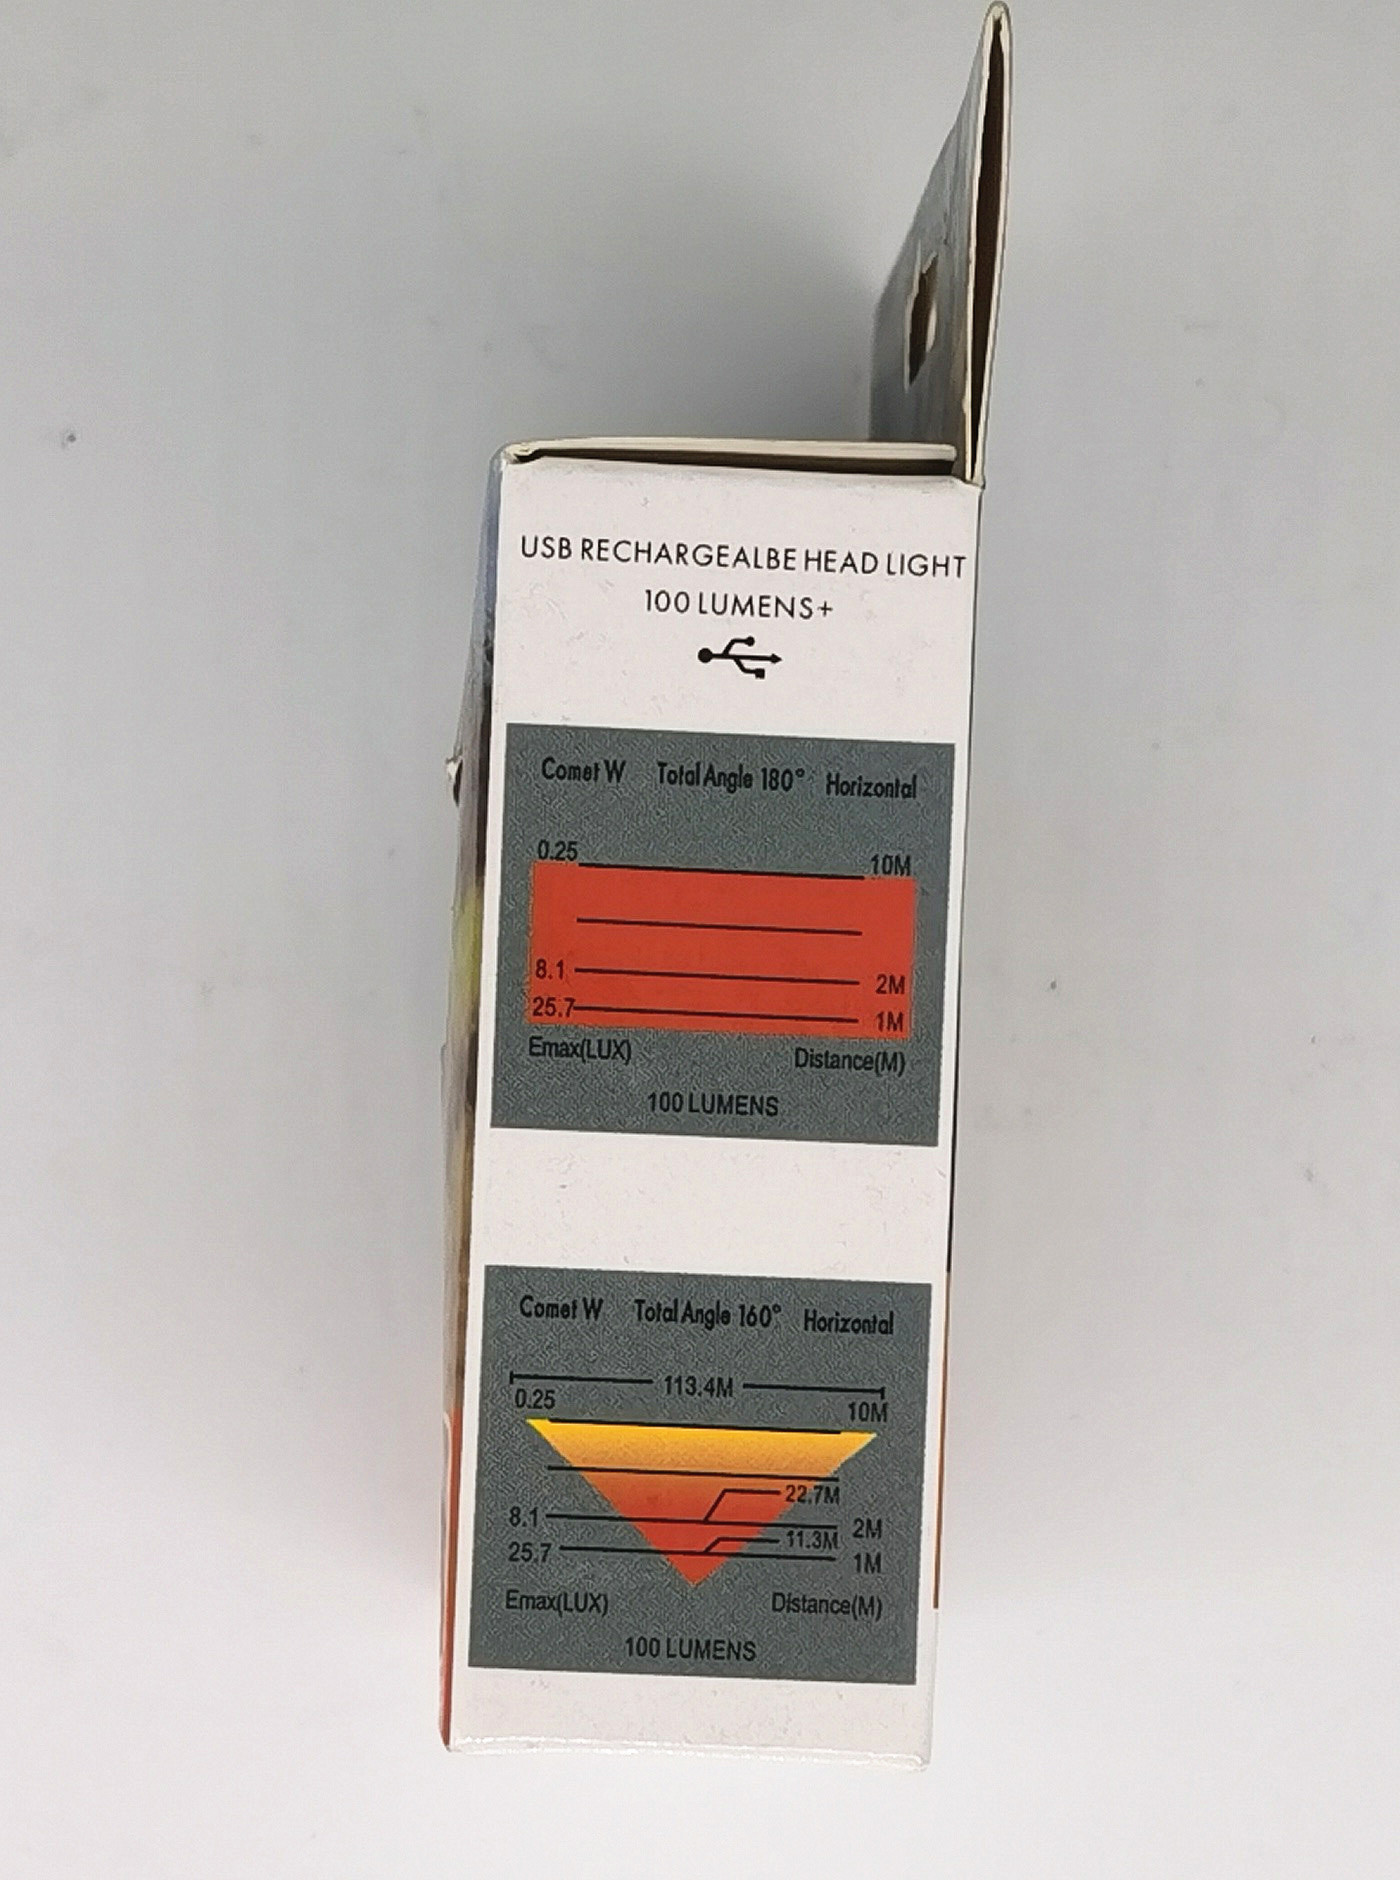 USB RECHARGEALBE HEAD LIGHT
100 LUMENS+
Comet W Total Angle 180° Horizontal
0.25 10M
8.1 2M
25.7 1M
Emax(LUX) Distance(M)
100 LUMENS
Comet W Total Angle 160° Horizontal
113.4M
0.25 10M
22.7M
8.1 2M
11.3M
25.7 1M
Emax(LUX) Distance(M)
100 LUMENS